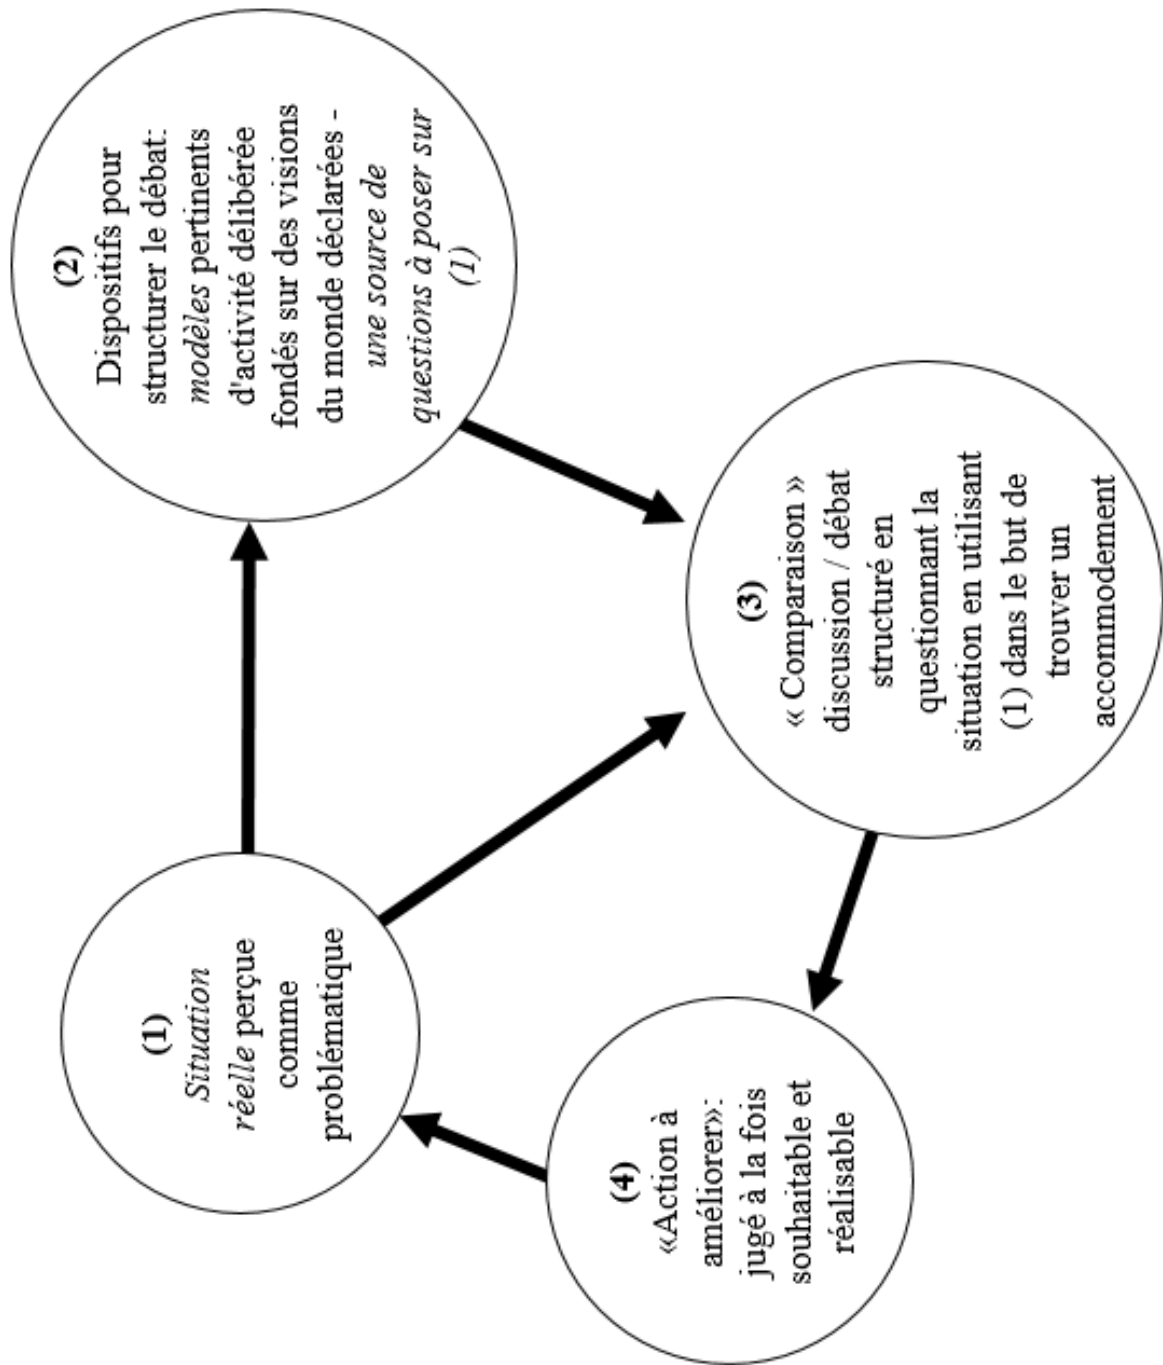 (1)
Situation
réelle perçue
comme
problématique
(2)
Dispositifs pour
structurer le débat:
modèles pertinents
d'activité délibérée
fondés sur des visions
du monde déclarées -
une source de
questions à poser sur
(1)
(3)
« Comparaison »
discussion / débat
structuré en
questionnant la
situation en utilisant
(1) dans le but de
trouver un
accommodement
(4)
«Action à
améliorer»:
jugé à la fois
souhaitable et
réalisable